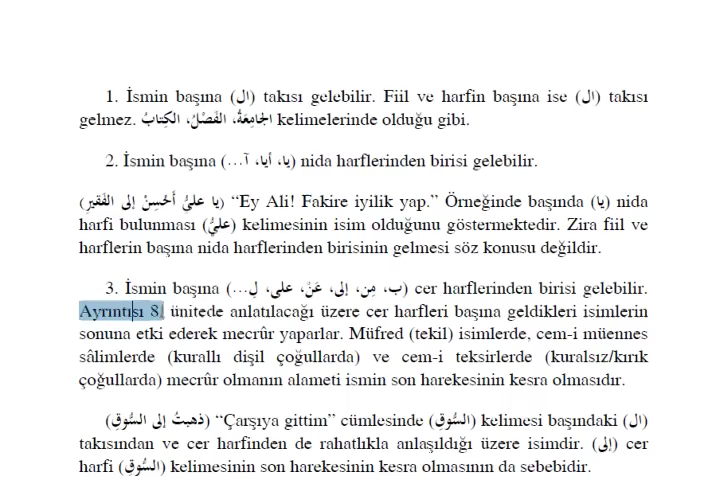 1. İsmin başına (ال) takısı gelebilir. Fiil ve harfin başına ise (ال) takısı
gelmez. الجَامِعَةُ، الفَصْلُ، الكِتابُ kelimelerinde olduğu gibi.
2. İsmin başına (يا، أيا، آ…) nida harflerinden birisi gelebilir.
(يا عليُّ أَحْسِنْ إلى الفَقيرِ) “Ey Ali! Fakire iyilik yap.” Örneğinde başında (يا) nida
harfi bulunması (عليُّ) kelimesinin isim olduğunu göstermektedir. Zira fiil ve
harflerin başına nida harflerinden birisinin gelmesi söz konusu değildir.
3. İsmin başına (ب، مِن، إلى، عَنْ، على، لِ…) cer harflerinden birisi gelebilir.
Ayrıntısı 8. ünitede anlatılacağı üzere cer harfleri başına geldikleri isimlerin
sonuna etki ederek mecrûr yaparlar. Müfred (tekil) isimlerde, cem-i müennes
sâlimlerde (kurallı dişil çoğullarda) ve cem-i teksirlerde (kuralsız/kırık
çoğullarda) mecrûr olmanın alameti ismin son harekesinin kesra olmasıdır.
(ذهبتُ إلى السُّوقِ) “Çarşıya gittim” cümlesinde (السُّوقِ) kelimesi başındaki (ال)
takısından ve cer harfinden de rahatlıkla anlaşıldığı üzere isimdir. (إلى) cer
harfi (السُّوقِ) kelimesinin son harekesinin kesra olmasının da sebebidir.